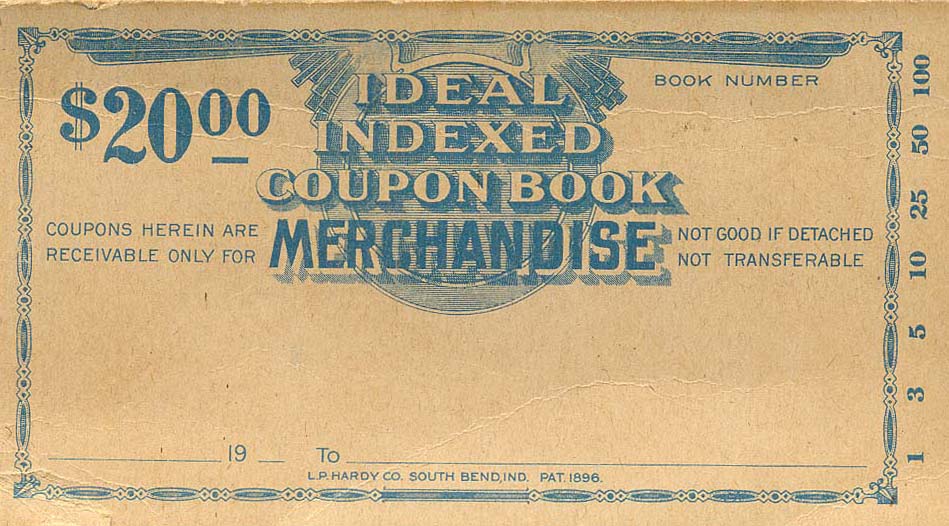 $20.00
IDEAL
INDEXED
COUPON BOOK
MERCHANDISE
BOOK NUMBER
COUPONS HEREIN ARE
RECEIVABLE ONLY FOR
NOT GOOD IF DETACHED
NOT TRANSFERABLE
19 To
L.P. HARDY CO. SOUTH BEND, IND. PAT. 1896.
1 3 5 10 25 50 100